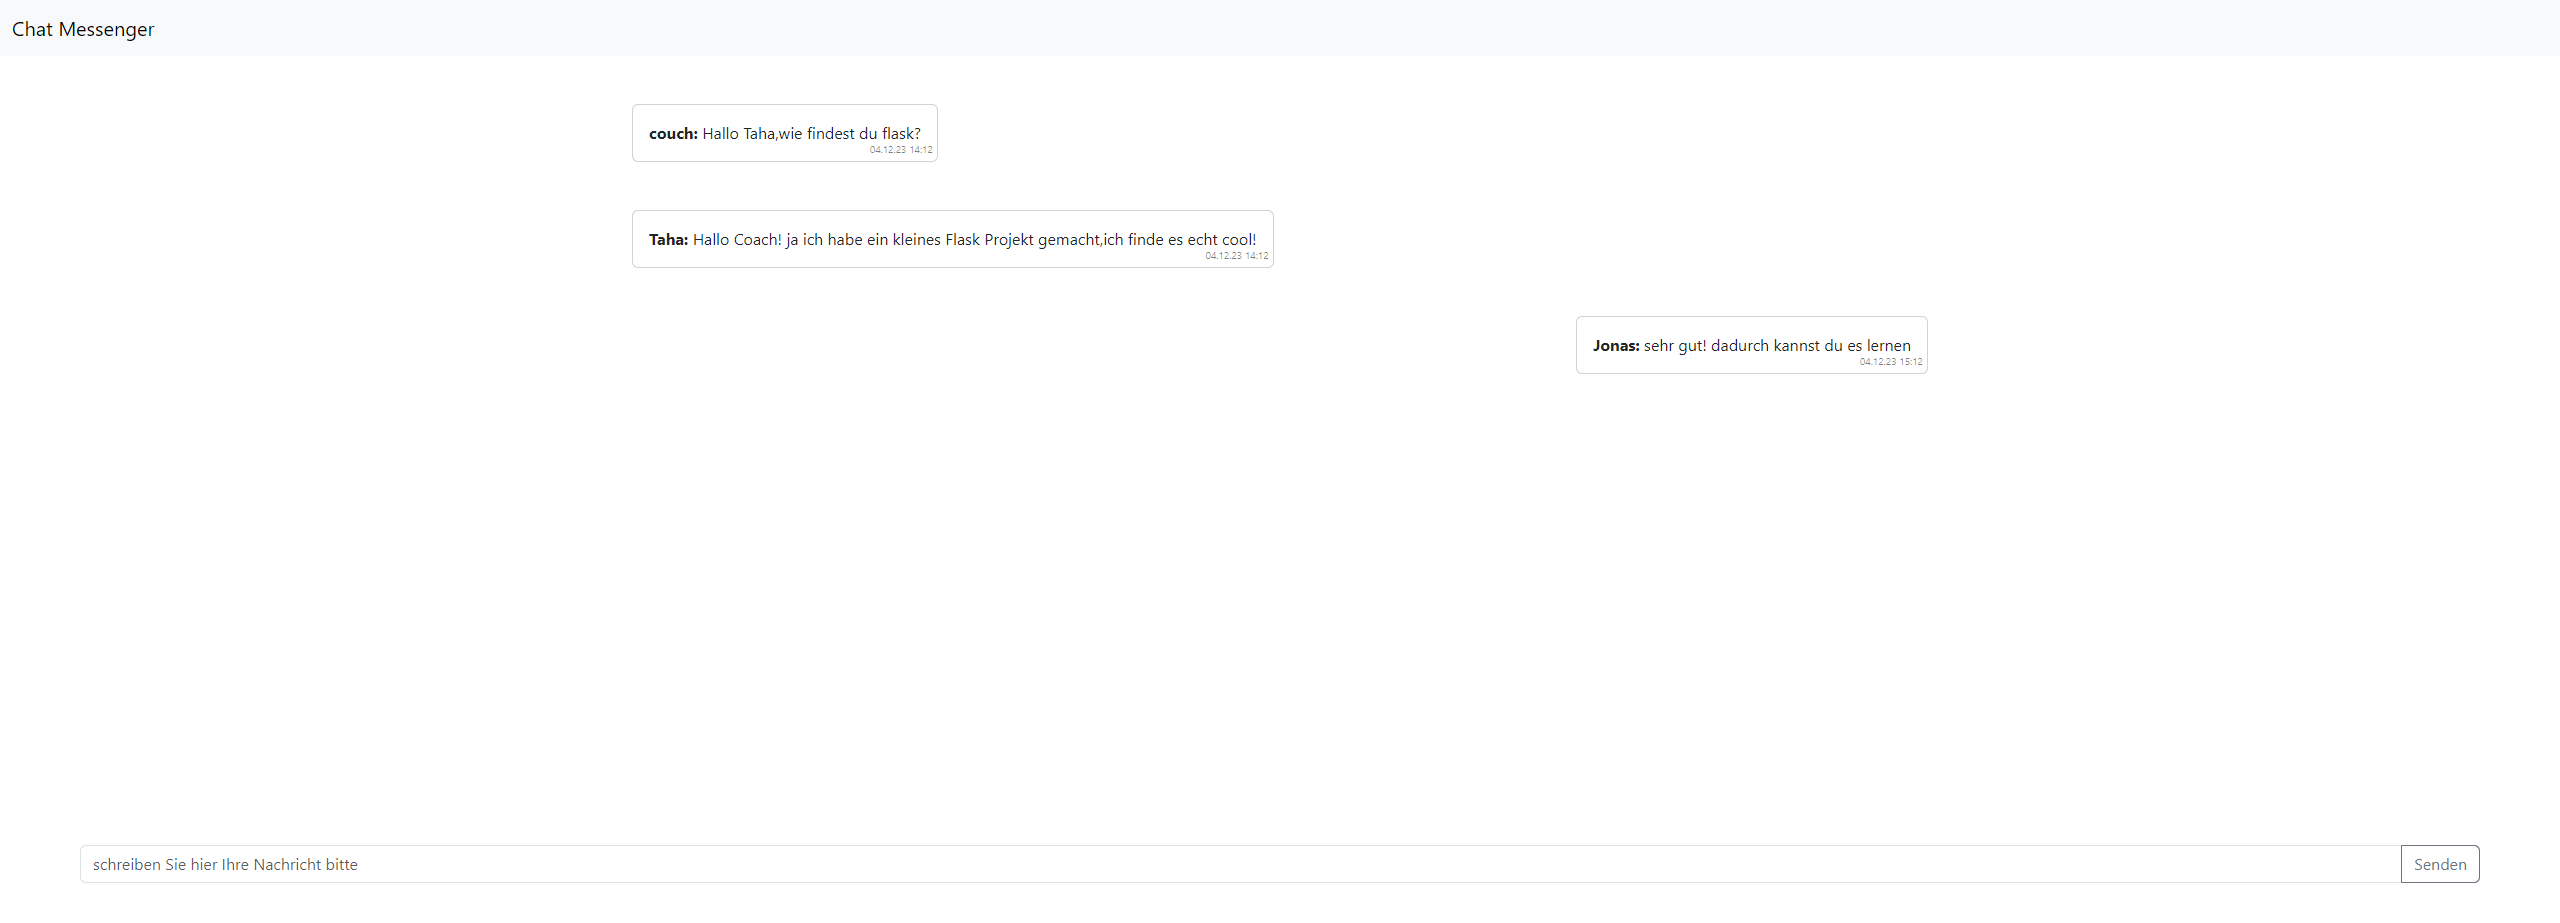 Chat Messenger
couch: Hallo Taha,wie findest du flask?
04.12.23 14:12
Taha: Hallo Coach! ja ich habe ein kleines Flask Projekt gemacht,ich finde es echt cool!
04.12.23 14:12
Jonas: sehr gut! dadurch kannst du es lernen
04.12.23 15:12
schreiben Sie hier Ihre Nachricht bitte
Senden